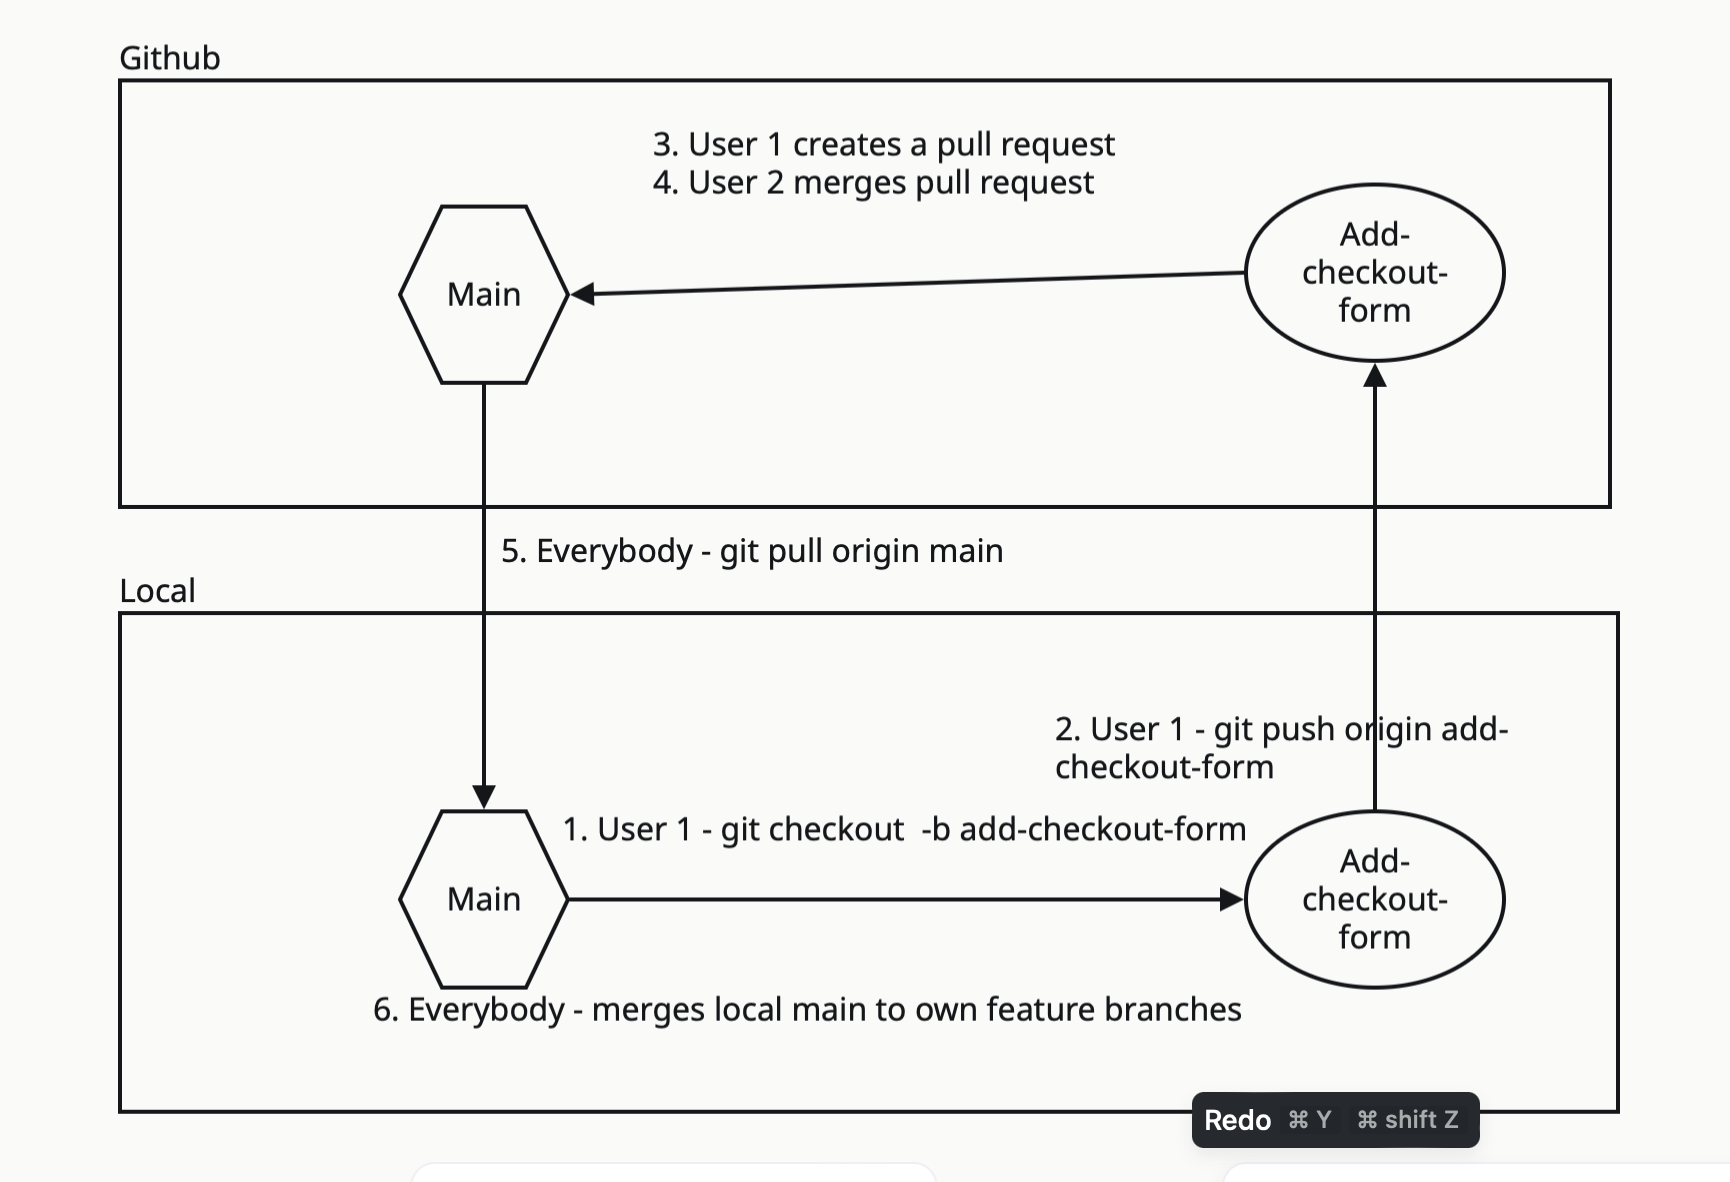 Github
3. User 1 creates a pull request
4. User 2 merges pull request
Main
Add-
checkout-
form
5. Everybody - git pull origin main
Local
2. User 1 - git push origin add-
checkout-form
1. User 1 - git checkout  -b add-checkout-form
Main
Add-
checkout-
form
6. Everybody - merges local main to own feature branches
Redo ⌘ Y ⌘ shift Z